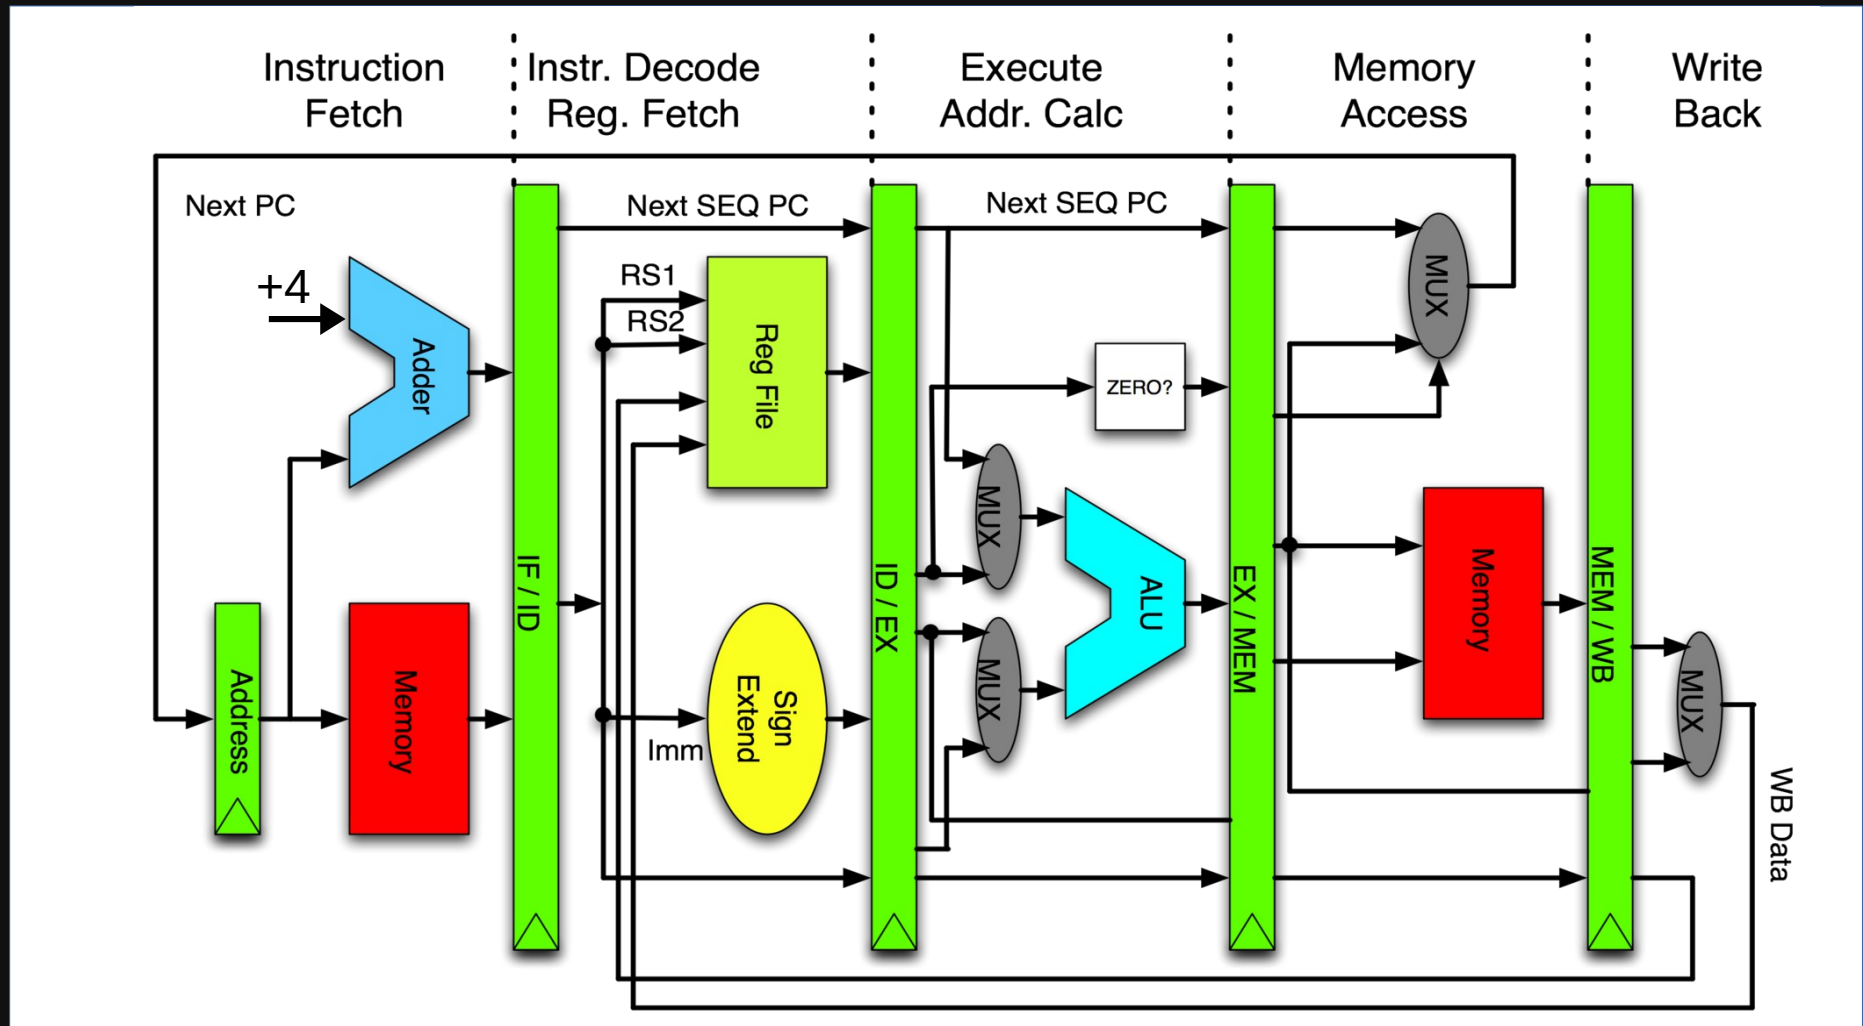 Instruction
Fetch
Instr. Decode
Reg. Fetch
Execute
Addr. Calc
Memory
Access
Write
Back
Next PC
Next SEQ PC
Next SEQ PC
+4
Adder
RS1
RS2
Reg File
MUX
ZERO?
MUX
ALU
MUX
IF / ID
ID / EX
EX / MEM
MEM / WB
Memory
Address
Memory
Sign
Extend
Imm
MUX
WB Data